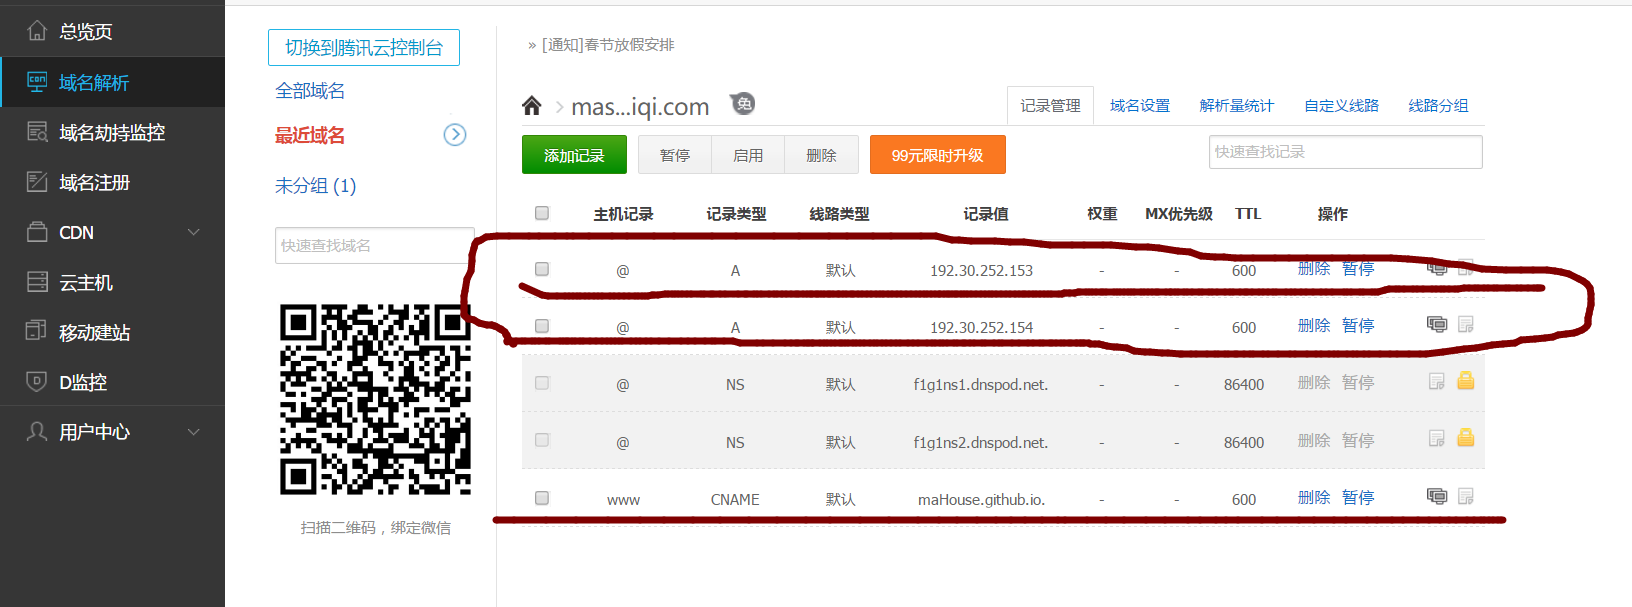 总览页
域名解析
域名劫持监控
域名注册
CDN
云主机
移动建站
D监控
用户中心
切换到腾讯云控制台
全部域名
最近域名
未分组 (1)
快速查找域名
扫描二维码，绑定微信
» [通知]春节放假安排
mas...iqi.com 免
记录管理 域名设置 解析量统计 自定义线路 线路分组
添加记录 暂停 启用 删除 99元限时升级 快速查找记录
主机记录 记录类型 线路类型 记录值 权重 MX优先级 TTL 操作
@ A 默认 192.30.252.153 - - 600 删除 暂停
@ A 默认 192.30.252.154 - - 600 删除 暂停
@ NS 默认 f1g1ns1.dnspod.net. - - 86400 删除 暂停
@ NS 默认 f1g1ns2.dnspod.net. - - 86400 删除 暂停
www CNAME 默认 maHouse.github.io. - - 600 删除 暂停